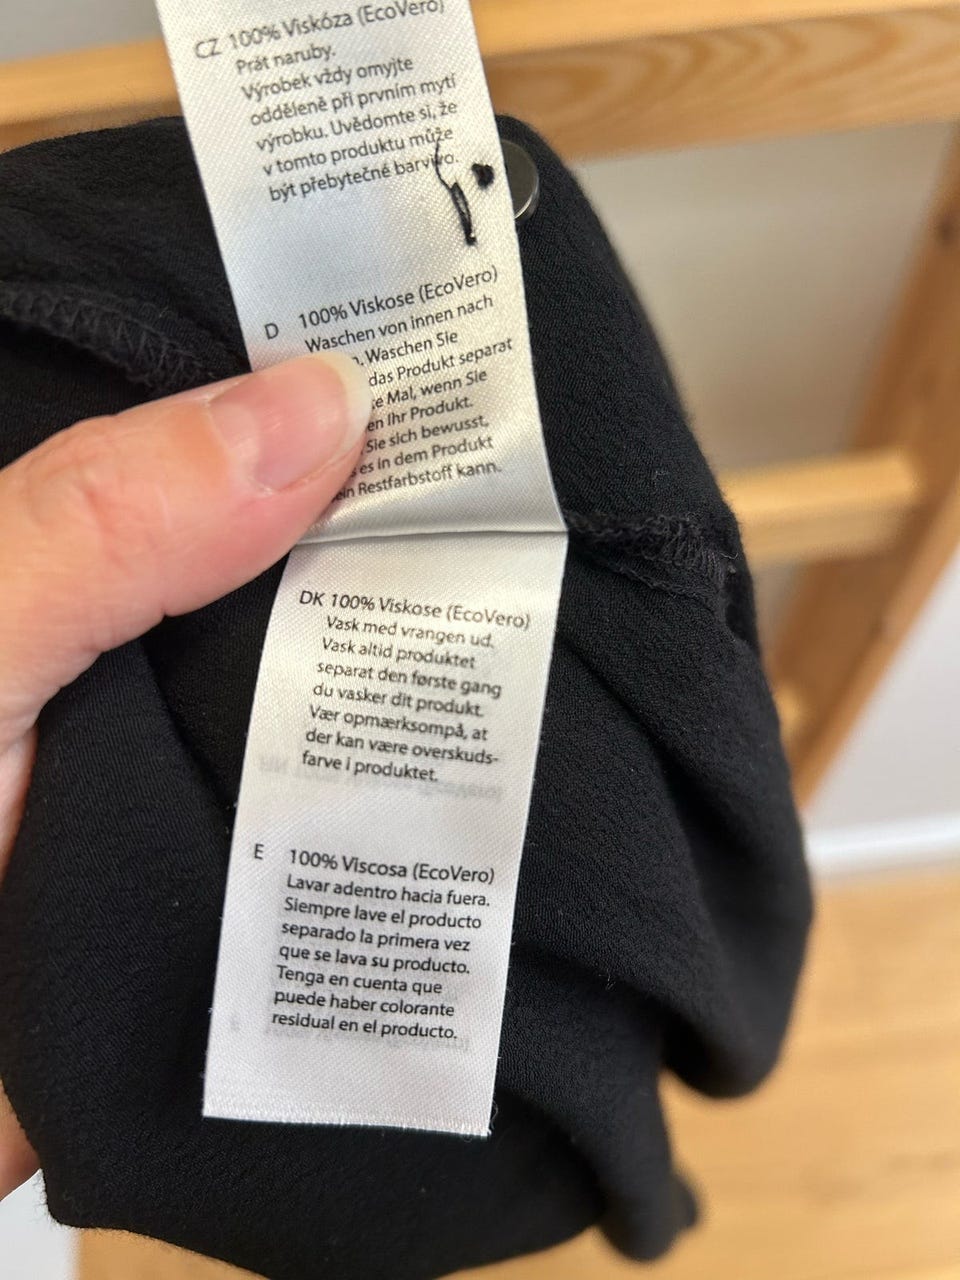 CZ 100% Viskóza (EcoVero)
Prát naruby.
Výrobek vždy omyjte
odděleně při prvním mytí
výrobku. Uvědomte si, že
v tomto produktu může
být přebytečné barvivo.
D 100% Viskose (EcoVero)
Waschen von innen nach
Waschen Sie
das Produkt separat
Mal, wenn Sie
Ihr Produkt.
Sie sich bewusst,
es in dem Produkt
Restfarbstoff kann.
DK 100% Viskose (EcoVero)
Vask med vrangen ud.
Vask altid produktet
separat den første gang
du vasker dit produkt.
Vær opmærksompå, at
der kan være overskuds-
farve i produktet.
E 100% Viscosa (EcoVero)
Lavar adentro hacia fuera.
Siempre lave el producto
separado la primera vez
que se lava su producto.
Tenga en cuenta que
puede haber colorante
residual en el producto.